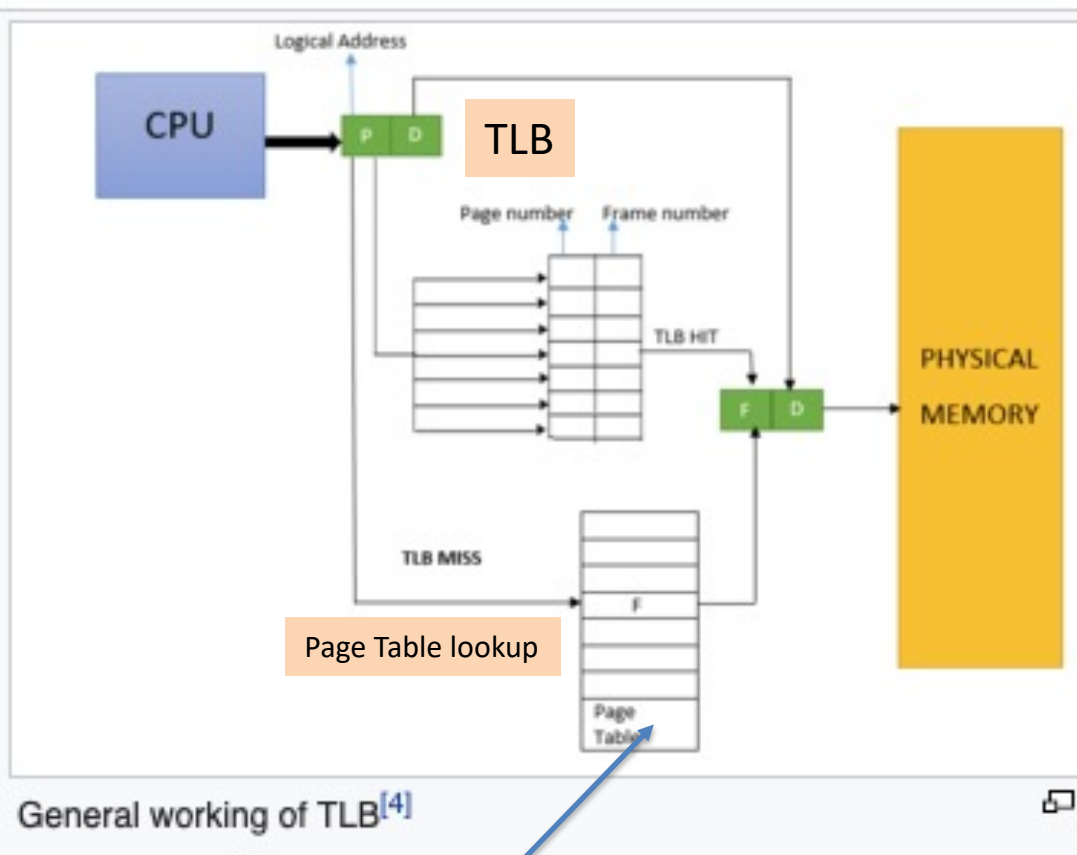 Logical Address
CPU
P D
TLB
Page number Frame number
TLB HIT
PHYSICAL
MEMORY
F D
TLB MISS
F
Page Table lookup
Page
Table
General working of TLB[4]